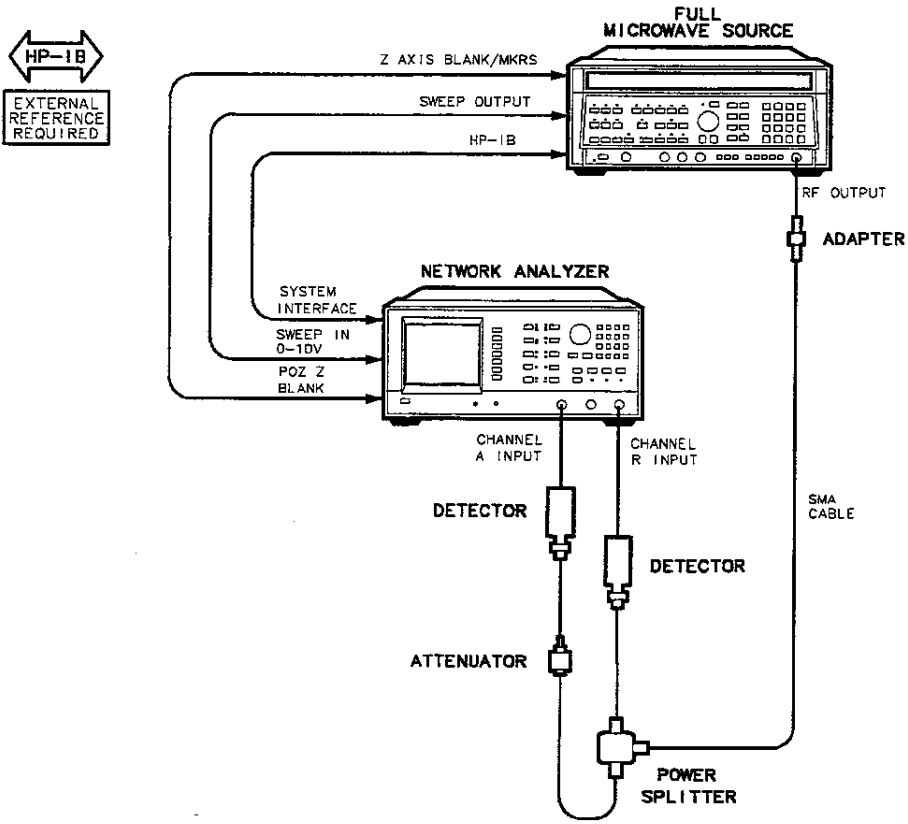 FULL
MICROWAVE SOURCE
HP-IB
EXTERNAL
REFERENCE
REQUIRED
Z AXIS BLANK/MKRS
SWEEP OUTPUT
HP-IB
RF OUTPUT
ADAPTER
NETWORK ANALYZER
SYSTEM
INTERFACE
SWEEP IN
0-10V
POZ Z
BLANK
CHANNEL
A INPUT
CHANNEL
R INPUT
DETECTOR
SMA
CABLE
DETECTOR
ATTENUATOR
POWER
SPLITTER